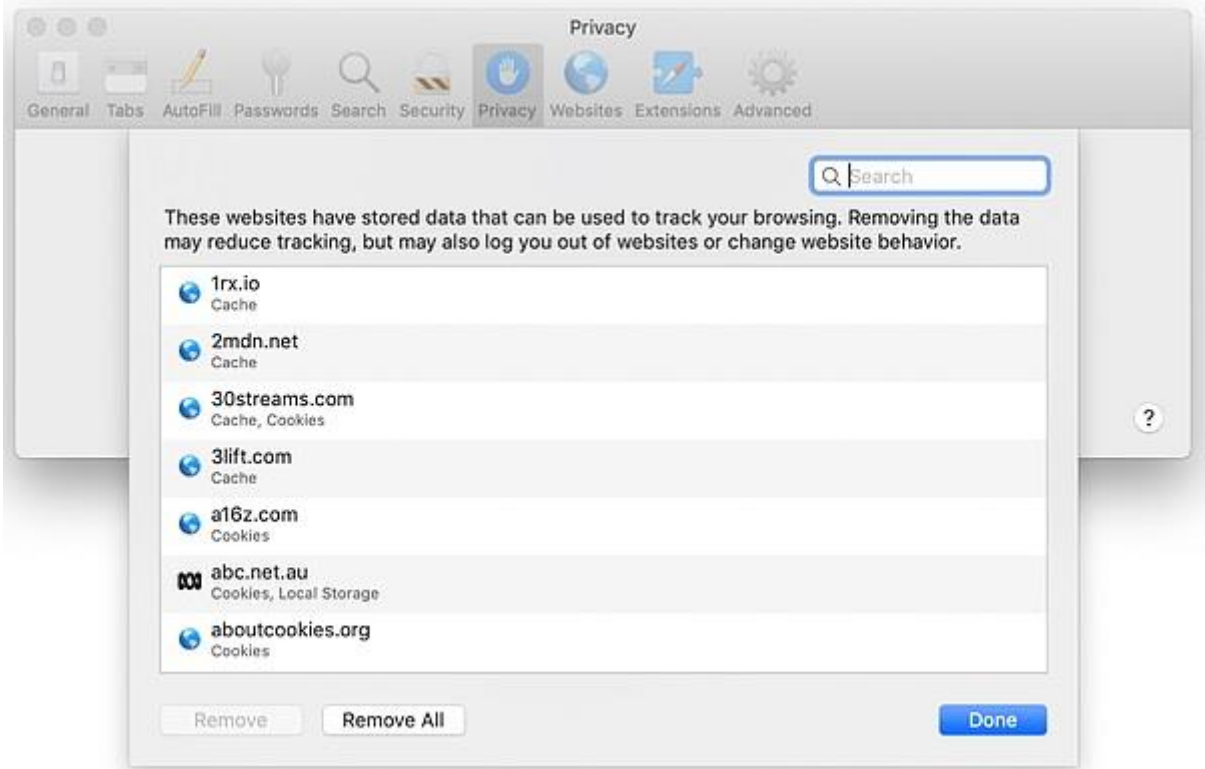 Privacy
General Tabs AutoFill Passwords Search Security Privacy Websites Extensions Advanced
Search
These websites have stored data that can be used to track your browsing. Removing the data
may reduce tracking, but may also log you out of websites or change website behavior.
1rx.io
Cache
2mdn.net
Cache
30streams.com
Cache, Cookies
3lift.com
Cache
a16z.com
Cookies
abc.net.au
Cookies, Local Storage
aboutcookies.org
Cookies
?
Remove Remove All Done